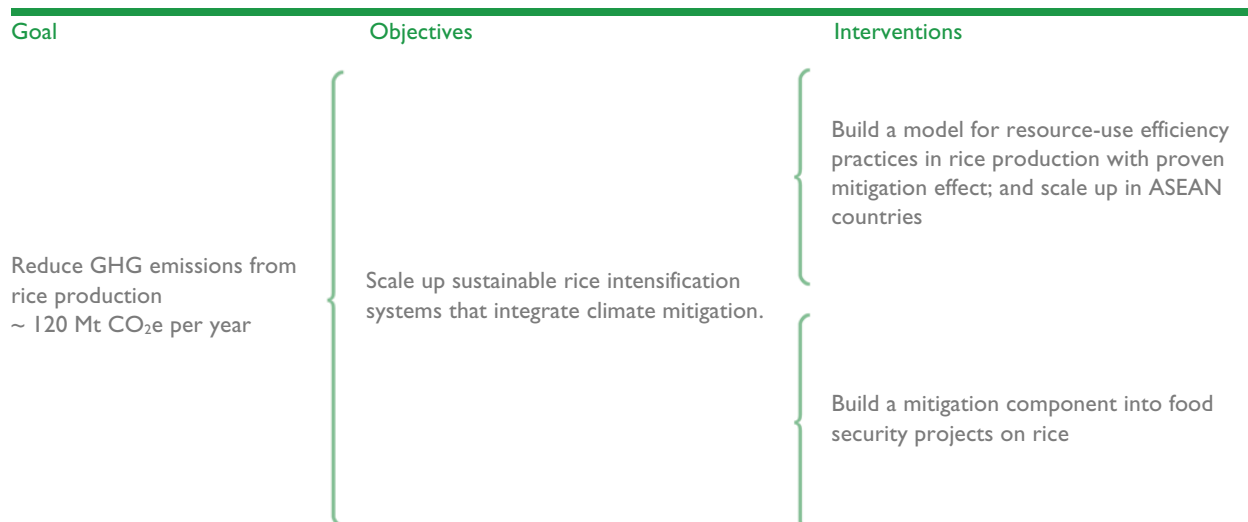 Goal
Objectives
Interventions
Reduce GHG emissions from
rice production
~ 120 Mt CO₂e per year
Scale up sustainable rice intensification
systems that integrate climate mitigation.
Build a model for resource-use efficiency
practices in rice production with proven
mitigation effect; and scale up in ASEAN
countries
Build a mitigation component into food
security projects on rice